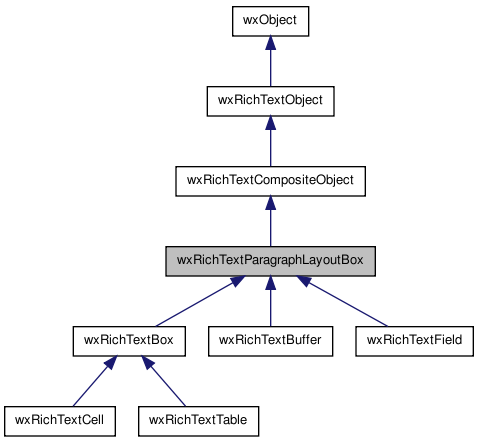 wxObject
wxRichTextObject
wxRichTextCompositeObject
wxRichTextParagraphLayoutBox
wxRichTextBox
wxRichTextBuffer
wxRichTextField
wxRichTextCell
wxRichTextTable